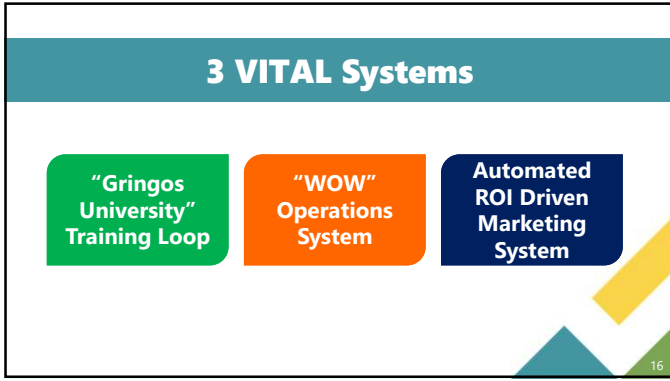 3 VITAL Systems
“Gringos
University”
Training Loop
“WOW”
Operations
System
Automated
ROI Driven
Marketing
System
16